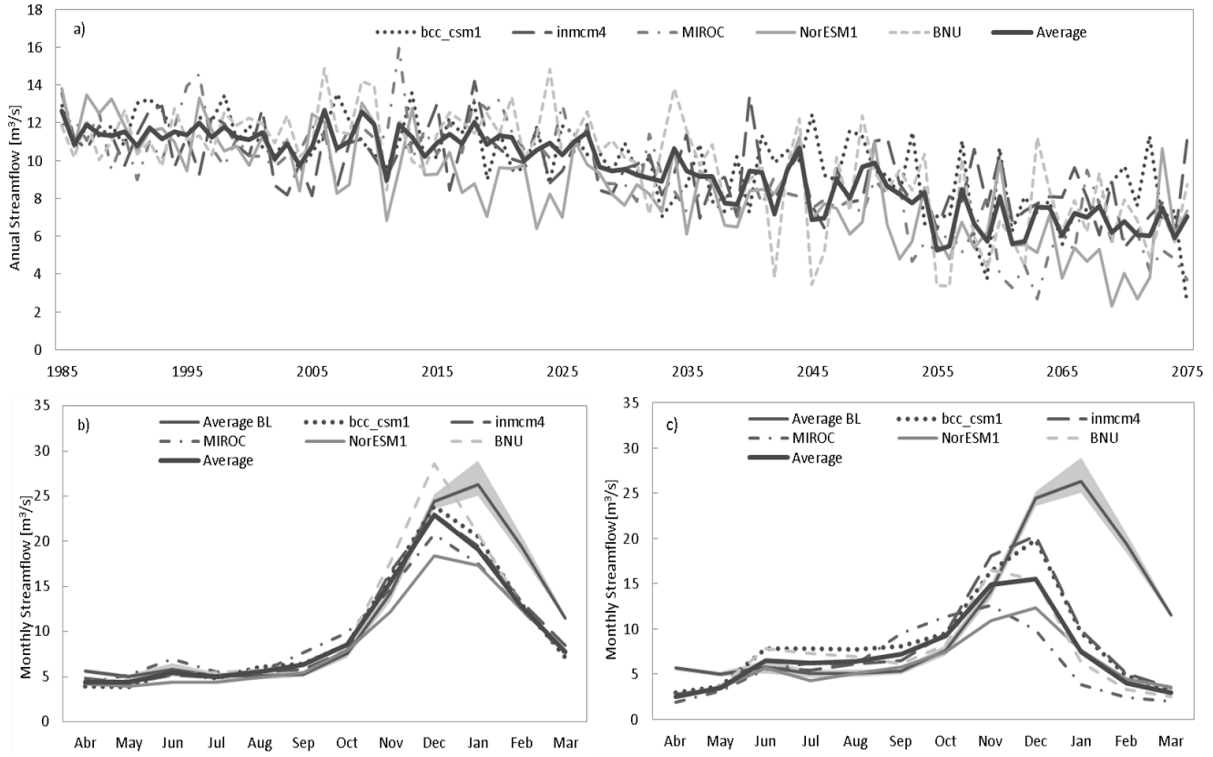 a)
bcc_csm1 inmcm4 MIROC NorESM1 BNU Average
Annual Streamflow [m³/s]
18
16
14
12
10
8
6
4
2
0
1985 1995 2005 2015 2025 2035 2045 2055 2065 2075
b)
Average BL bcc_csm1 inmcm4
MIROC NorESM1 BNU
Average
Monthly Streamflow [m³/s]
35
30
25
20
15
10
5
0
Abr May Jun Jul Aug Sep Oct Nov Dec Jan Feb Mar
c)
Average BL bcc_csm1 inmcm4
MIROC NorESM1 BNU
Average
Monthly Streamflow[m³/s]
35
30
25
20
15
10
5
0
Abr May Jun Jul Aug Sep Oct Nov Dec Jan Feb Mar